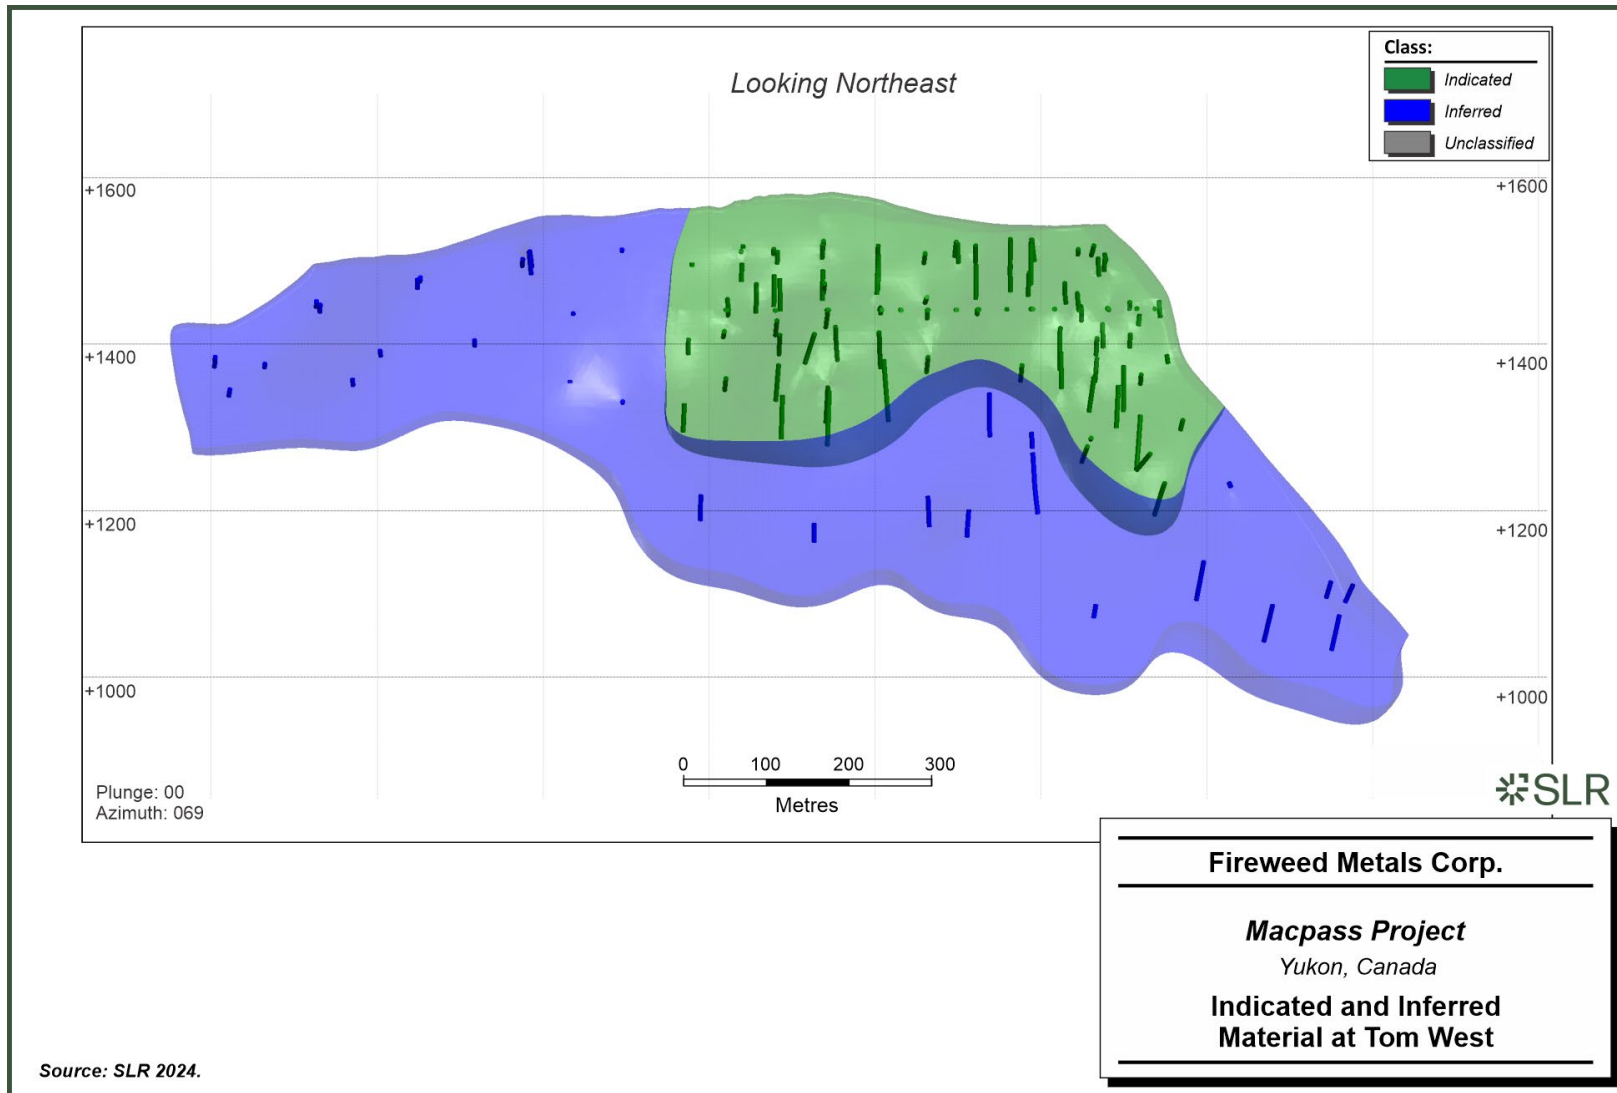 Looking Northeast
Class:
Indicated
Inferred
Unclassified
+1600
+1600
+1400
+1400
+1200
+1200
+1000
+1000
0 100 200 300
Metres
Plunge: 00
Azimuth: 069
SLR
Fireweed Metals Corp.
Macpass Project
Yukon, Canada
Indicated and Inferred
Material at Tom West
Source: SLR 2024.